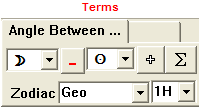 Terms
Angle Between ...
☽ - ʘ + Σ
Zodiac Geo 1H